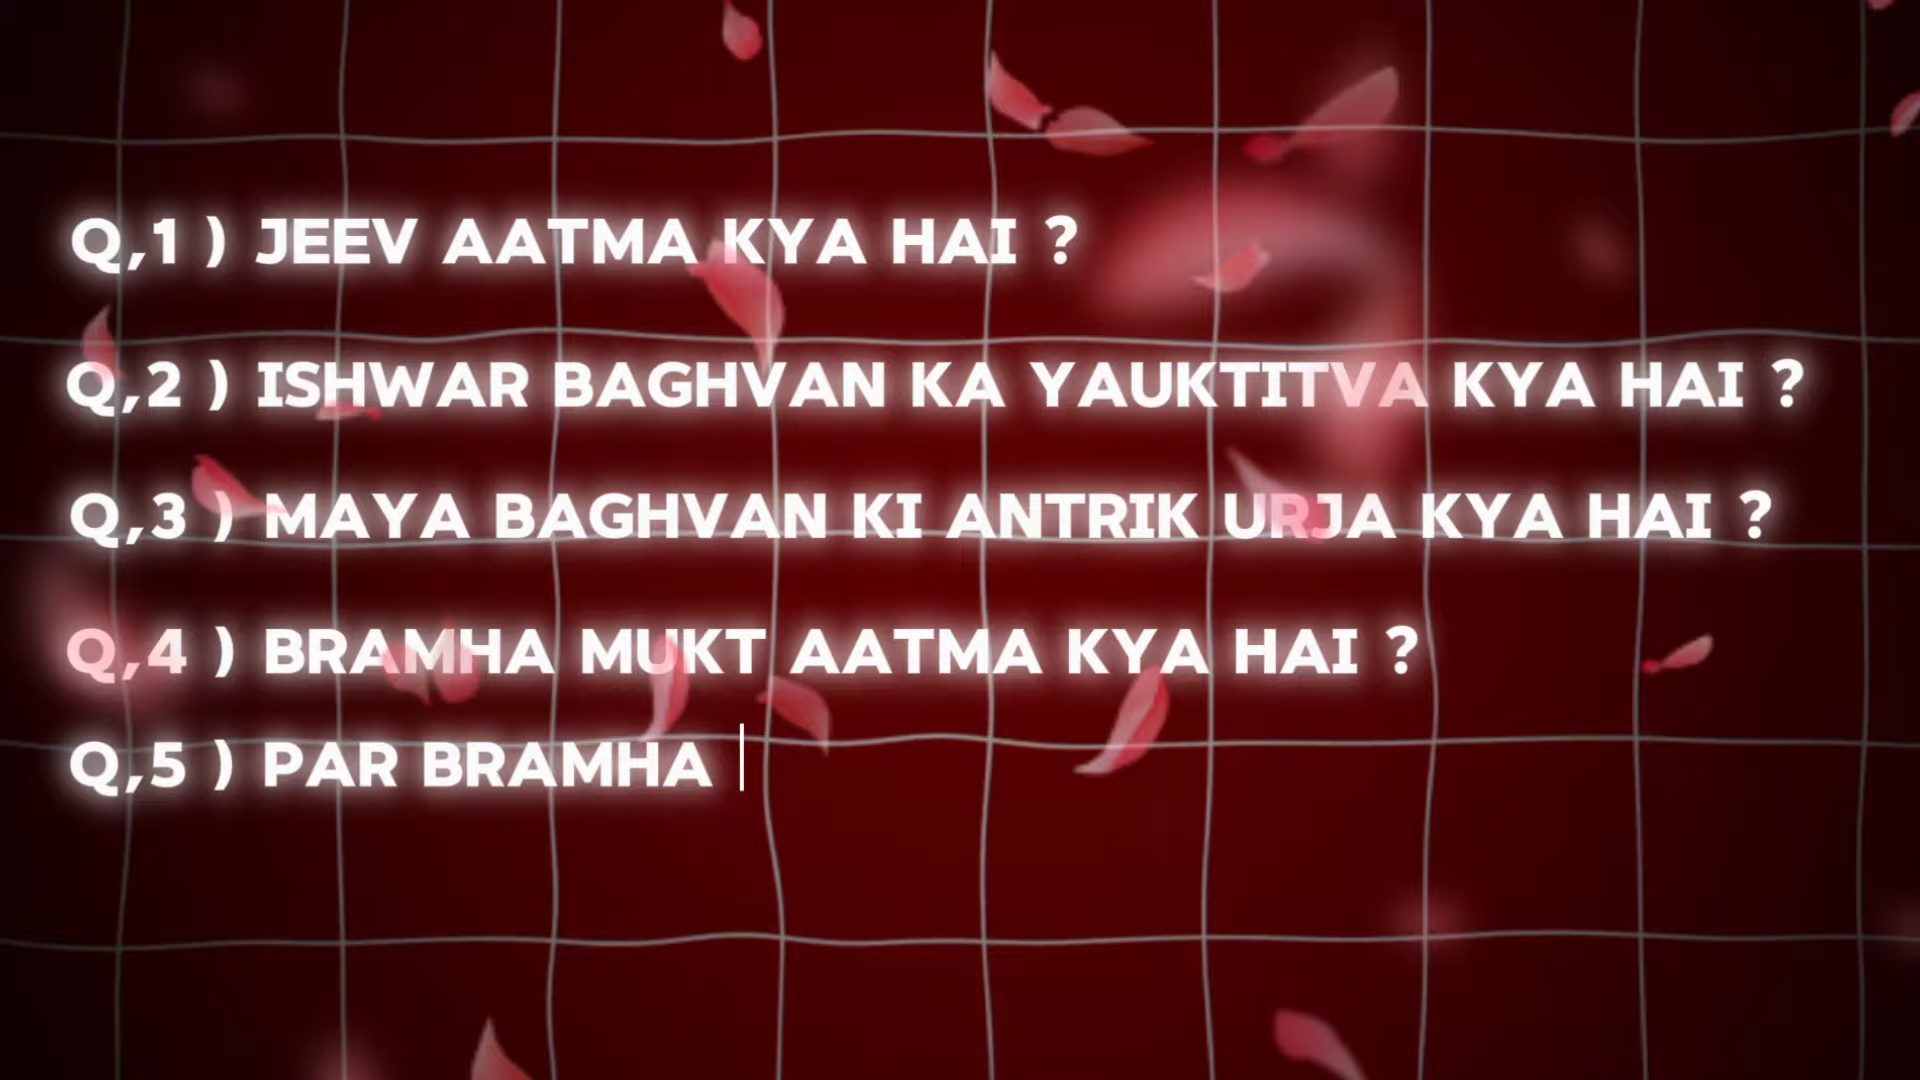 Q,1 ) JEEV AATMA KYA HAI ?
Q,2 ) ISHWAR BAGHVAN KA YAUKTITVA KYA HAI ?
Q,3 ) MAYA BAGHVAN KI ANTRIK URJA KYA HAI ?
Q,4 ) BRAMHA MUKT AATMA KYA HAI ?
Q,5 ) PAR BRAMHA